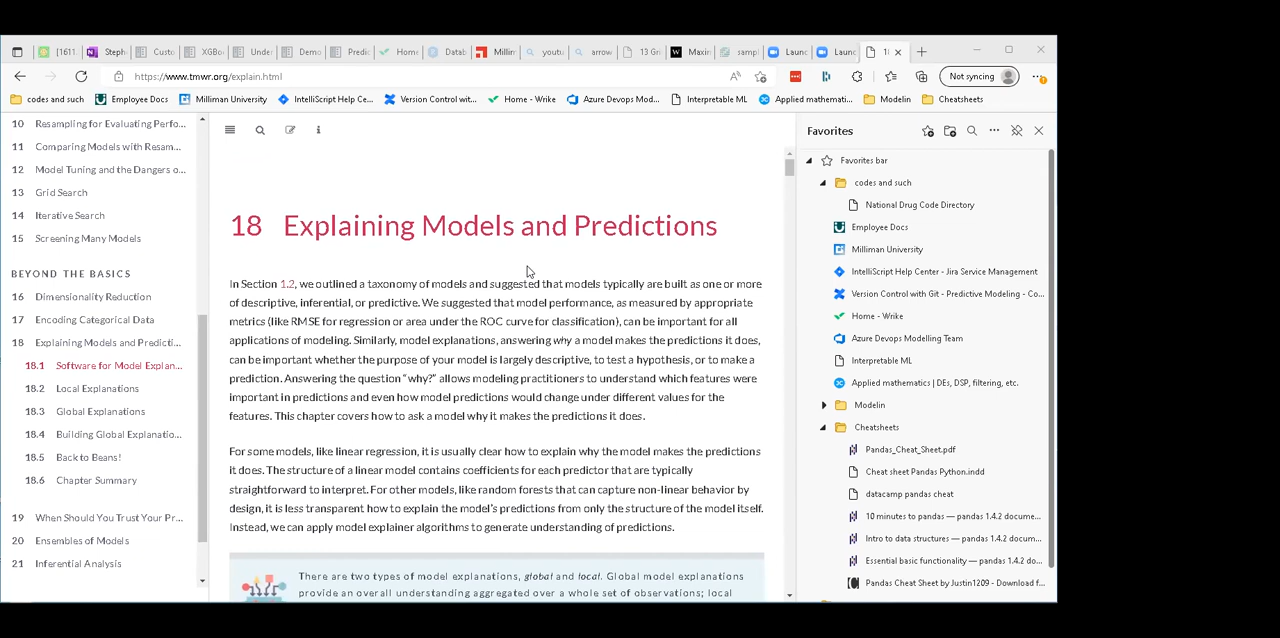 [1611.
Steph
Custo
XGBo
Under
Demo
Predic
Home
Datab
Millin
youtu
arrow
13 Gr
Maxin
sampl
Launc
Launc
18
https://www.tmwr.org/explain.html
Not syncing
codes and such
Employee Docs
Milliman University
IntelliScript Help Ce...
Version Control wit...
Home - Wrike
Azure Devops Mod...
Interpretable ML
Applied mathemati...
Modelin
Cheatsheets
10 Resampling for Evaluating Perfo...
11 Comparing Models with Resam...
12 Model Tuning and the Dangers o...
13 Grid Search
14 Iterative Search
15 Screening Many Models
BEYOND THE BASICS
16 Dimensionality Reduction
17 Encoding Categorical Data
18 Explaining Models and Predicti...
18.1 Software for Model Explan...
18.2 Local Explanations
18.3 Global Explanations
18.4 Building Global Explanatio...
18.5 Back to Beans!
18.6 Chapter Summary
19 When Should You Trust Your Pr...
20 Ensembles of Models
21 Inferential Analysis
18 Explaining Models and Predictions
In Section 1.2, we outlined a taxonomy of models and suggested that models typically are built as one or more
of descriptive, inferential, or predictive. We suggested that model performance, as measured by appropriate
metrics (like RMSE for regression or area under the ROC curve for classification), can be important for all
applications of modeling. Similarly, model explanations, answering why a model makes the predictions it does,
can be important whether the purpose of your model is largely descriptive, to test a hypothesis, or to make a
prediction. Answering the question “why?” allows modeling practitioners to understand which features were
important in predictions and even how model predictions would change under different values for the
features. This chapter covers how to ask a model why it makes the predictions it does.
For some models, like linear regression, it is usually clear how to explain why the model makes the predictions
it does. The structure of a linear model contains coefficients for each predictor that are typically
straightforward to interpret. For other models, like random forests that can capture non-linear behavior by
design, it is less transparent how to explain the model’s predictions from only the structure of the model itself.
Instead, we can apply model explainer algorithms to generate understanding of predictions.
There are two types of model explanations, global and local. Global model explanations
provide an overall understanding aggregated over a whole set of observations; local
Favorites
Favorites bar
codes and such
National Drug Code Directory
Employee Docs
Milliman University
IntelliScript Help Center - Jira Service Management
Version Control with Git - Predictive Modeling - Co...
Home - Wrike
Azure Devops Modelling Team
Interpretable ML
Applied mathematics | DEs, DSP, filtering, etc.
Modelin
Cheatsheets
Pandas_Cheat_Sheet.pdf
Cheat sheet Pandas Python.indd
datacamp pandas cheat
10 minutes to pandas — pandas 1.4.2 docume...
Intro to data structures — pandas 1.4.2 docum...
Essential basic functionality — pandas 1.4.2 do...
Pandas Cheat Sheet by Justin1209 - Download f...